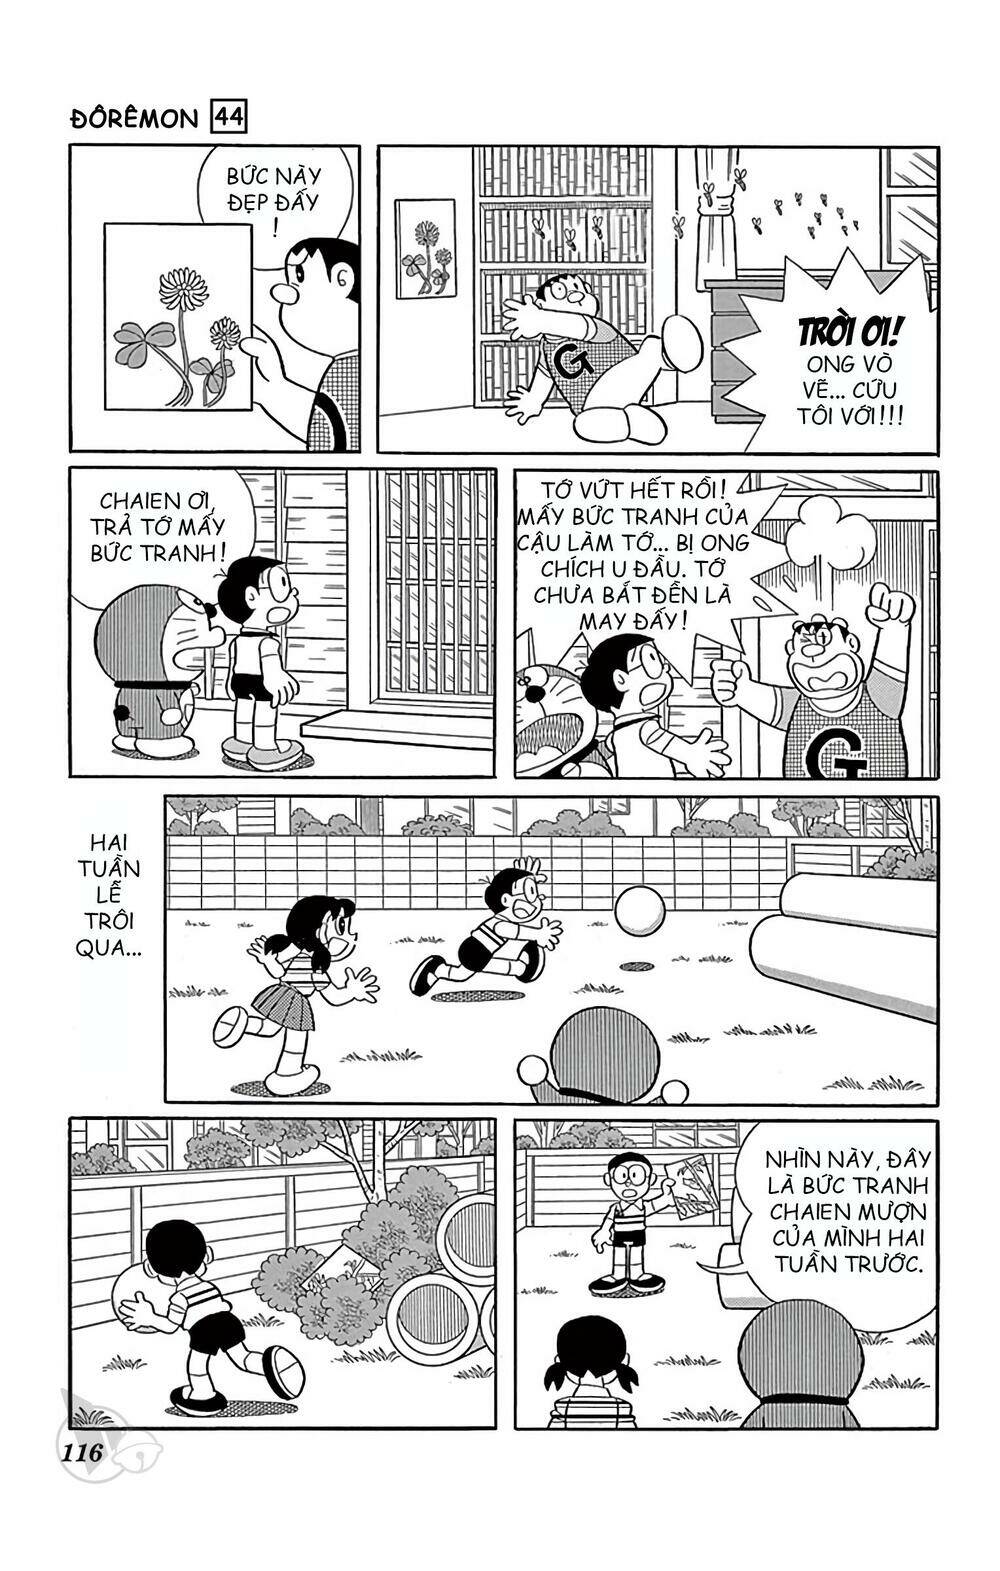 ĐÔRÊMON 44
BỨC NÀY
ĐẸP ĐẤY
!
TRỜI ƠI!
ONG VÒ
VẼ... CỨU
TÔI VỚI!!!
G
CHAIEN ƠI,
TRẢ TỚ MẤY
BỨC TRANH!
TỚ VỨT HẾT RỒI!
MẤY BỨC TRANH CỦA
CẬU LÀM TỚ... BỊ ONG
CHÍCH U ĐẦU. TỚ
CHƯA BẮT ĐỀN LÀ
MAY ĐẤY!
G
HAI
TUẦN
LỄ
TRÔI
QUA...
NHÌN NÀY, ĐÂY
LÀ BỨC TRANH
CHAIEN MƯỢN
CỦA MÌNH HAI
TUẦN TRƯỚC.
116